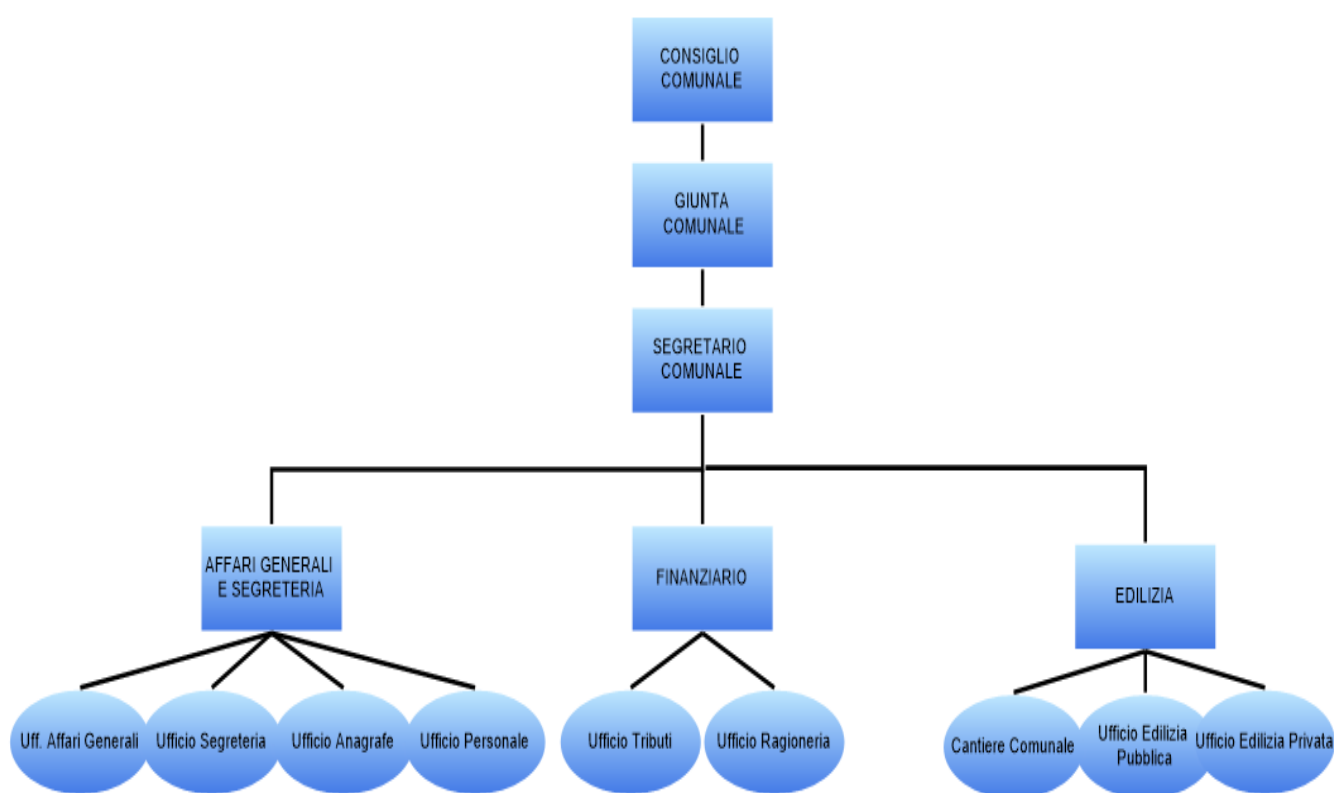 CONSIGLIO
COMUNALE
GIUNTA
COMUNALE
SEGRETARIO
COMUNALE
AFFARI GENERALI
E SEGRETERIA
FINANZIARIO
EDILIZIA
Uff. Affari Generali
Ufficio Segreteria
Ufficio Anagrafe
Ufficio Personale
Ufficio Tributi
Ufficio Ragioneria
Cantiere Comunale
Ufficio Edilizia
Pubblica
Ufficio Edilizia Privata